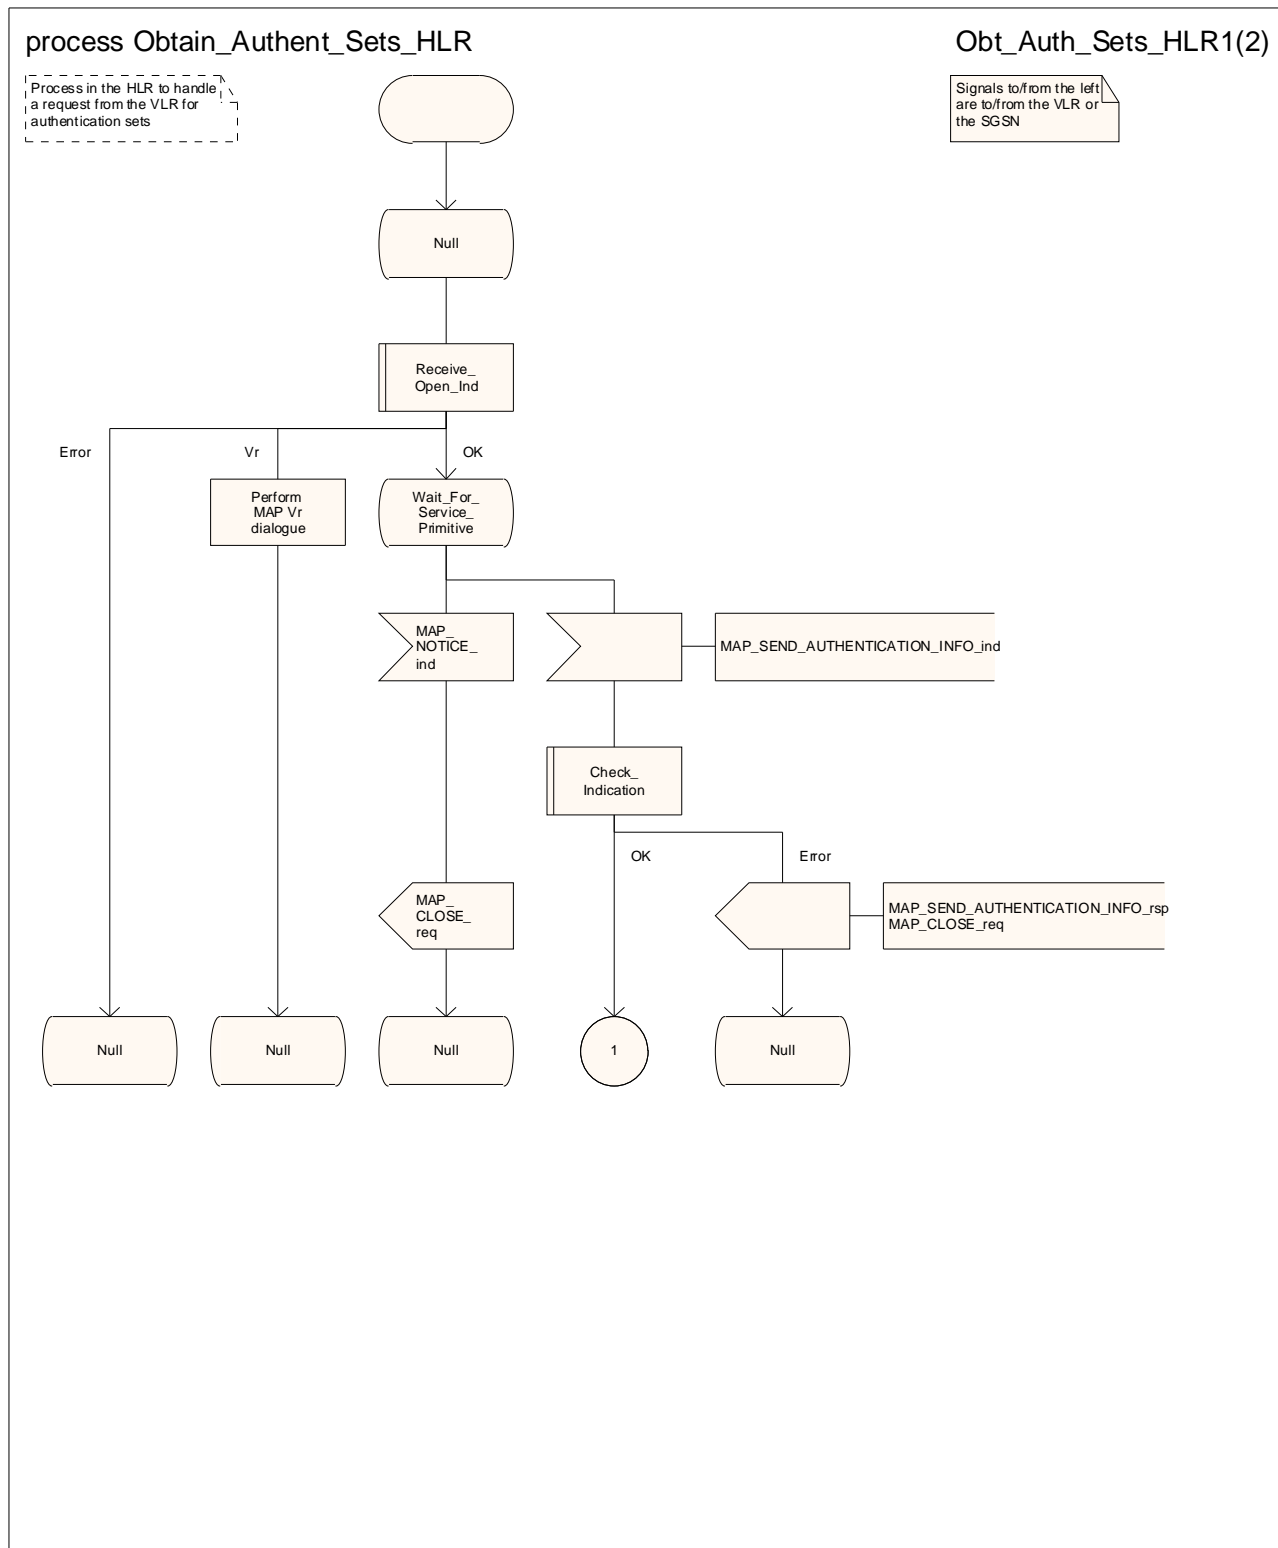 process Obtain_Authent_Sets_HLR
Obt_Auth_Sets_HLR1(2)
Process in the HLR to handle
a request from the VLR for
authentication sets
Signals to/from the left
are to/from the VLR or
the SGSN
Null
Receive_
Open_Ind
Error
Vr
OK
Perform
MAP Vr
dialogue
Wait_For_
Service_
Primitive
MAP_
NOTICE_
ind
MAP_SEND_AUTHENTICATION_INFO_ind
Check_
Indication
OK
Error
MAP_
CLOSE_
req
MAP_SEND_AUTHENTICATION_INFO_rsp
MAP_CLOSE_req
Null
Null
Null
1
Null